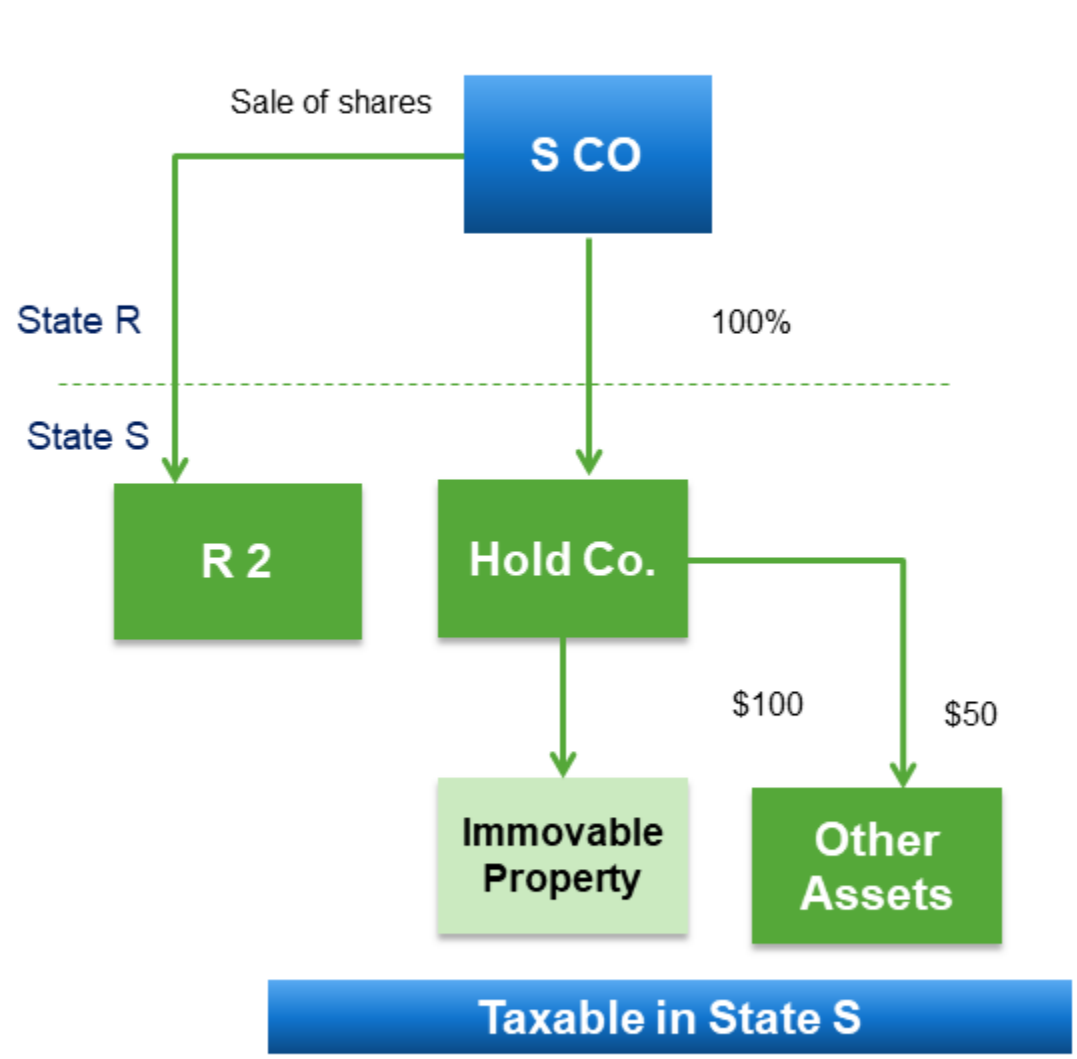 Sale of shares
S CO
State R
100%
State S
R 2
Hold Co.
$100
$50
Immovable
Property
Other
Assets
Taxable in State S